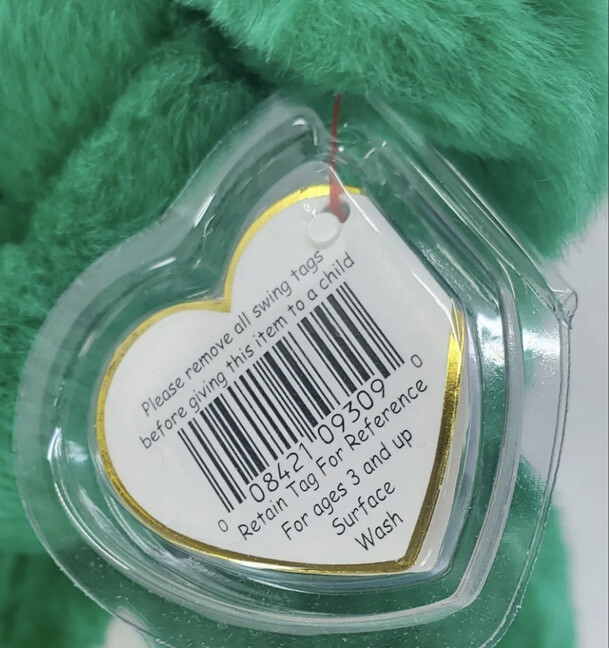 Please remove all swing tags
before giving this item to a child
0 08421 09309 0
Retain Tag For Reference
For ages 3 and up
Surface
Wash